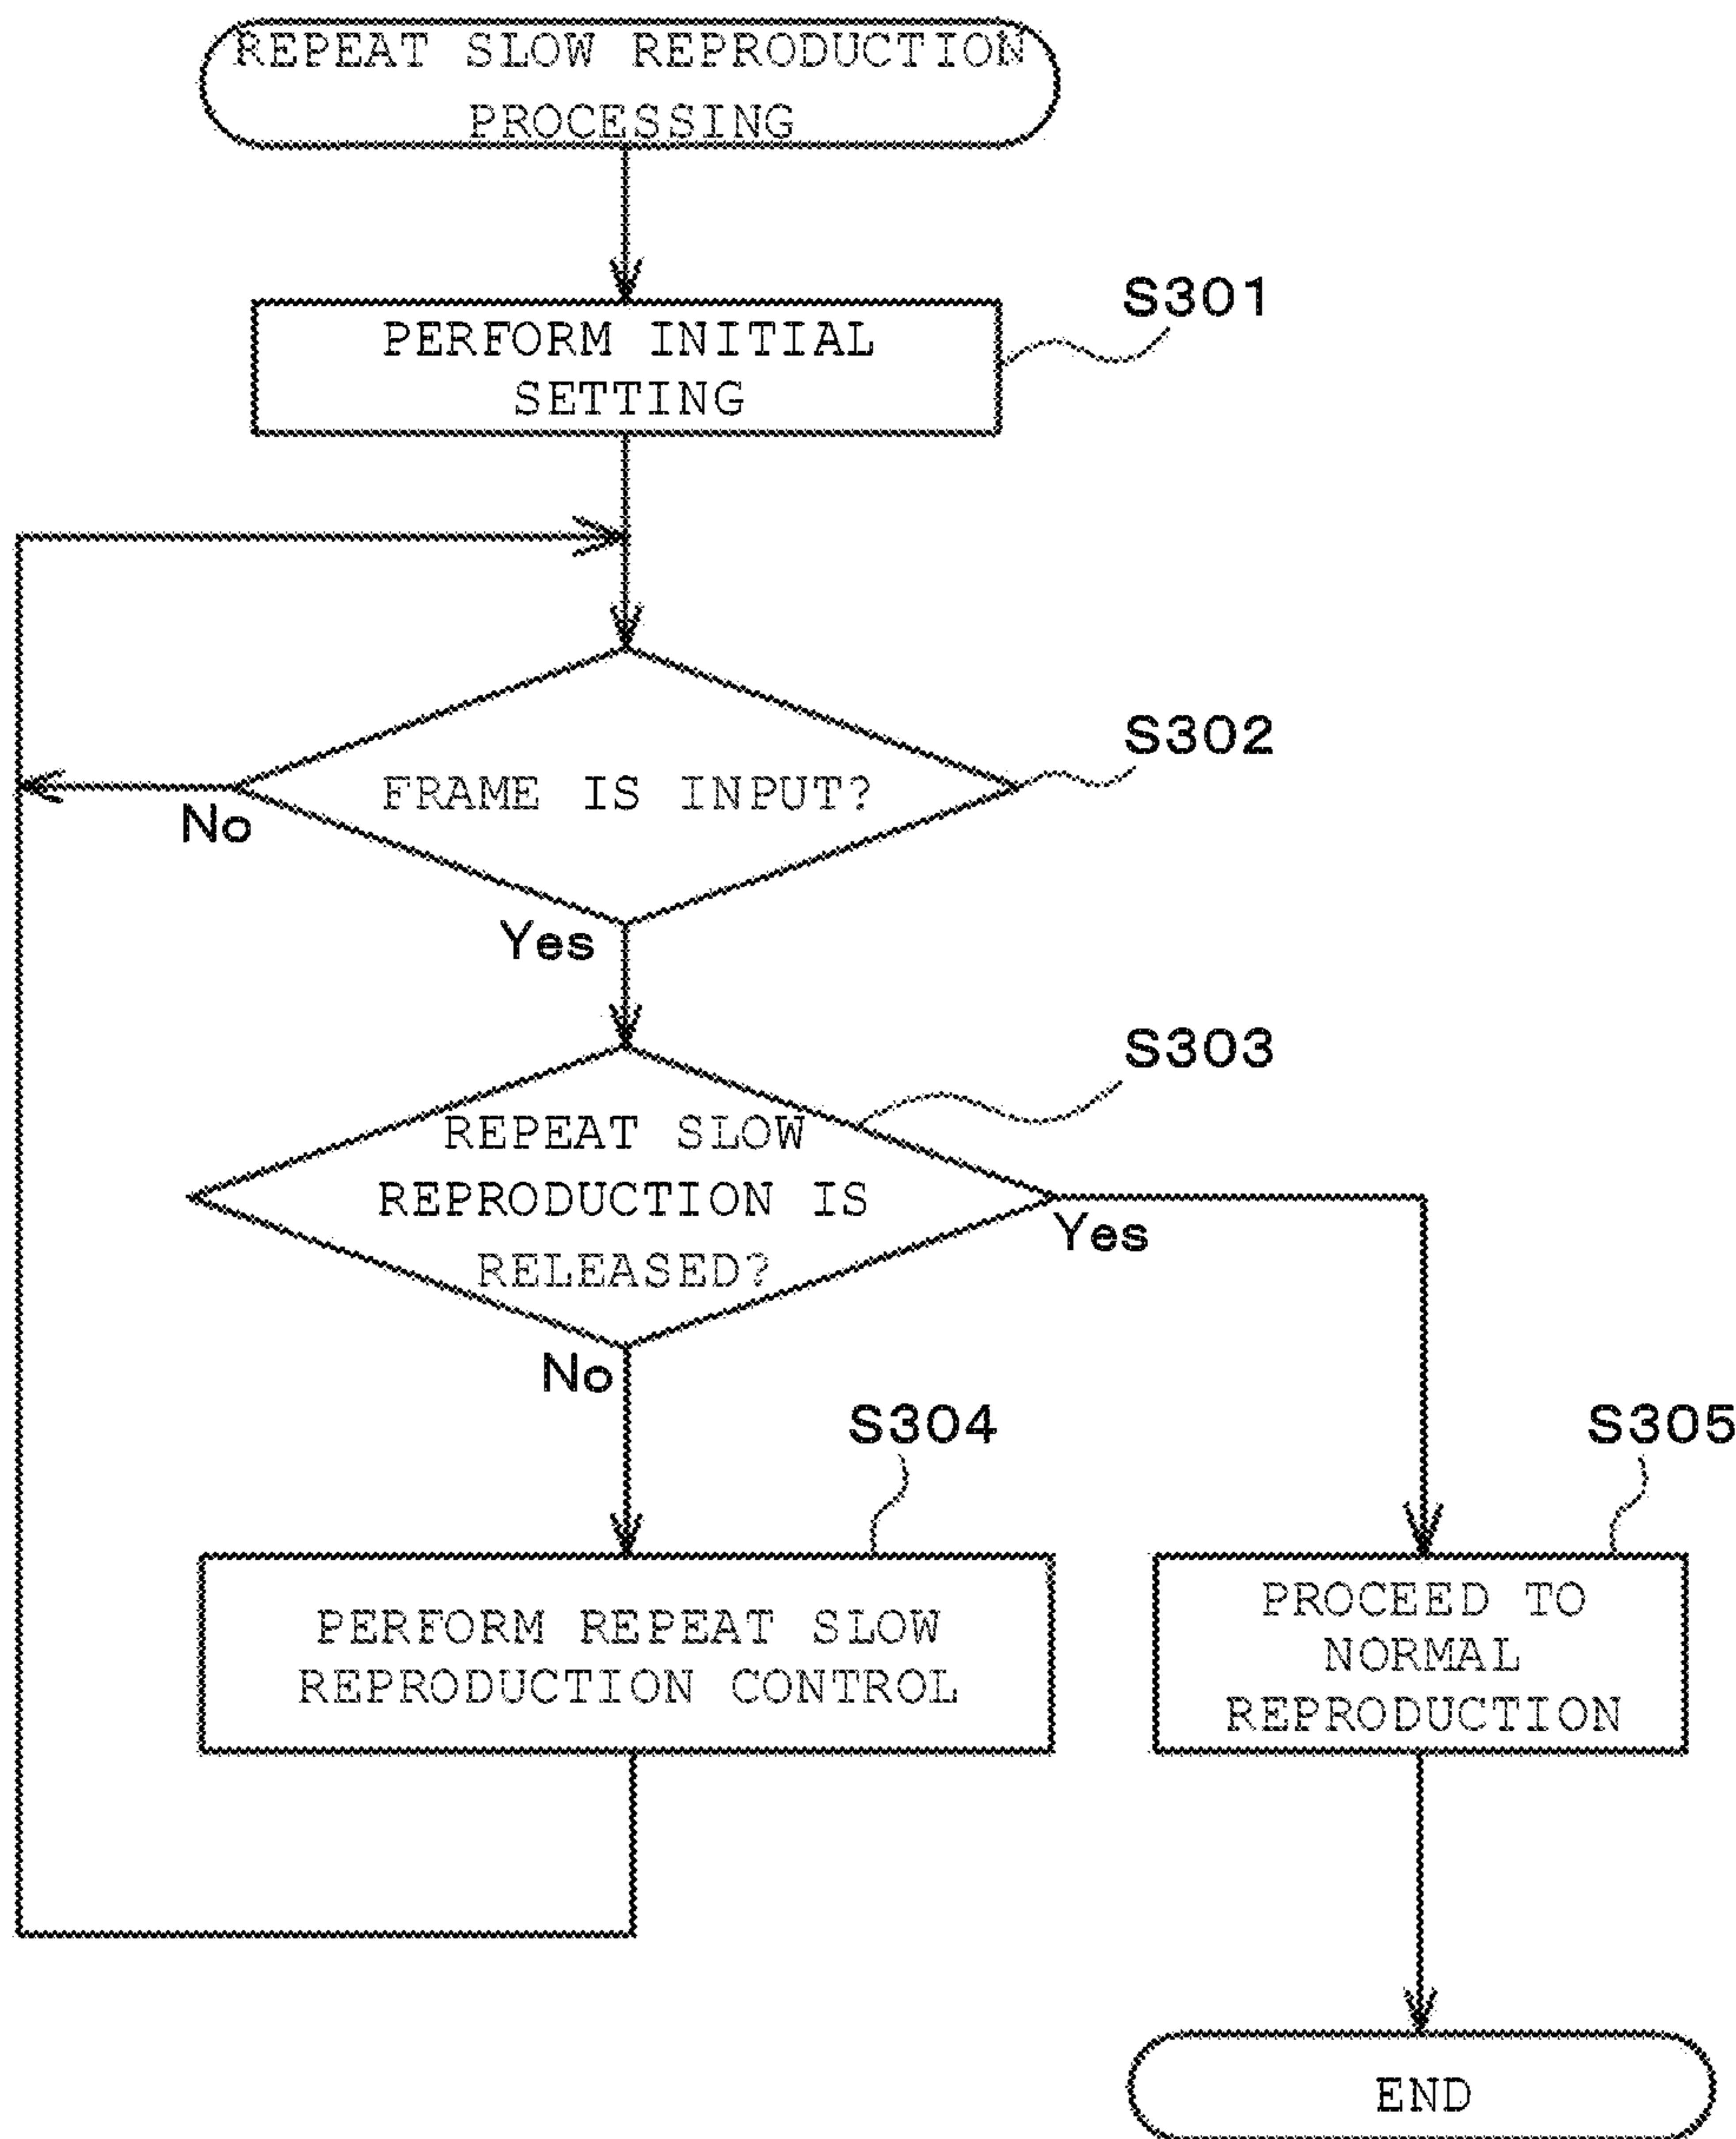 REPEAT SLOW REPRODUCTION
PROCESSING
S301
PERFORM INITIAL
SETTING
S302
FRAME IS INPUT?
No
Yes
S303
REPEAT SLOW
REPRODUCTION IS
RELEASED?
Yes
No
S304
S305
PERFORM REPEAT SLOW
REPRODUCTION CONTROL
PROCEED TO
NORMAL
REPRODUCTION
END